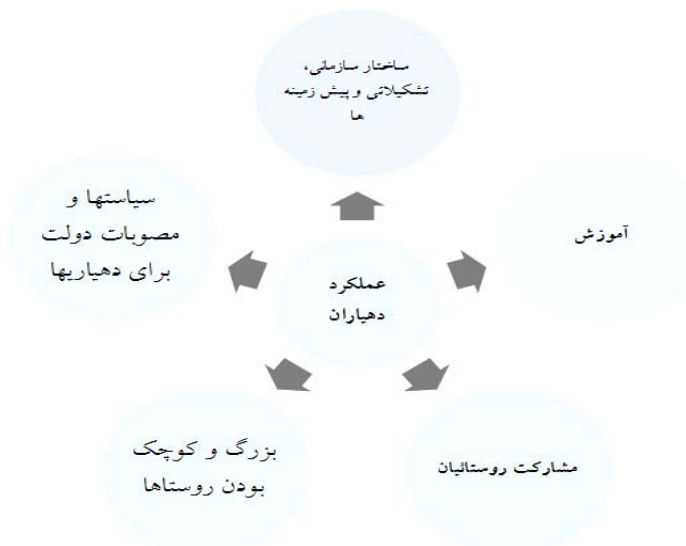 ساختار سازمانی،
تشکیلاتی و پیش زمینه
ها
آموزش
سیاستها و
مصوبات دولت
برای دهیاریها
عملکرد
دهیاران
مشارکت روستائیان
بزرگ و کوچک
بودن روستاها